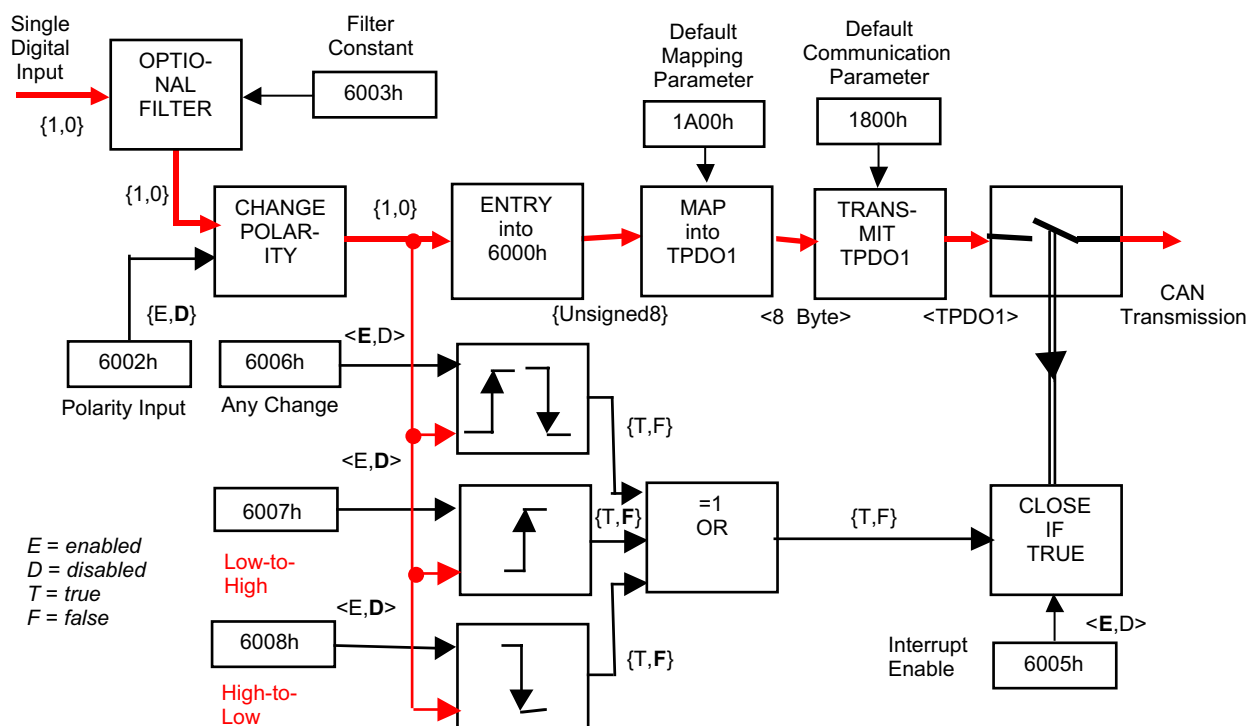 Single
Digital
Input
{1,0}
OPTIO-
NAL
FILTER
Filter
Constant
6003h
Default
Mapping
Parameter
1A00h
Default
Communication
Parameter
1800h
{1,0}
CHANGE
POLAR-
ITY
{1,0}
ENTRY
into
6000h
{Unsigned8}
MAP
into
TPDO1
<8 Byte>
TRANS-
MIT
TPDO1
<TPDO1>
CAN
Transmission
{E,D}
6002h
Polarity Input
<E,D>
6006h
Any Change
{T,F}
<E,D>
6007h
Low-to-
High
{T,F}
=1
OR
{T,F}
CLOSE
IF
TRUE
E = enabled
D = disabled
T = true
F = false
<E,D>
6008h
High-to-
Low
{T,F}
Interrupt
Enable
<E,D>
6005h